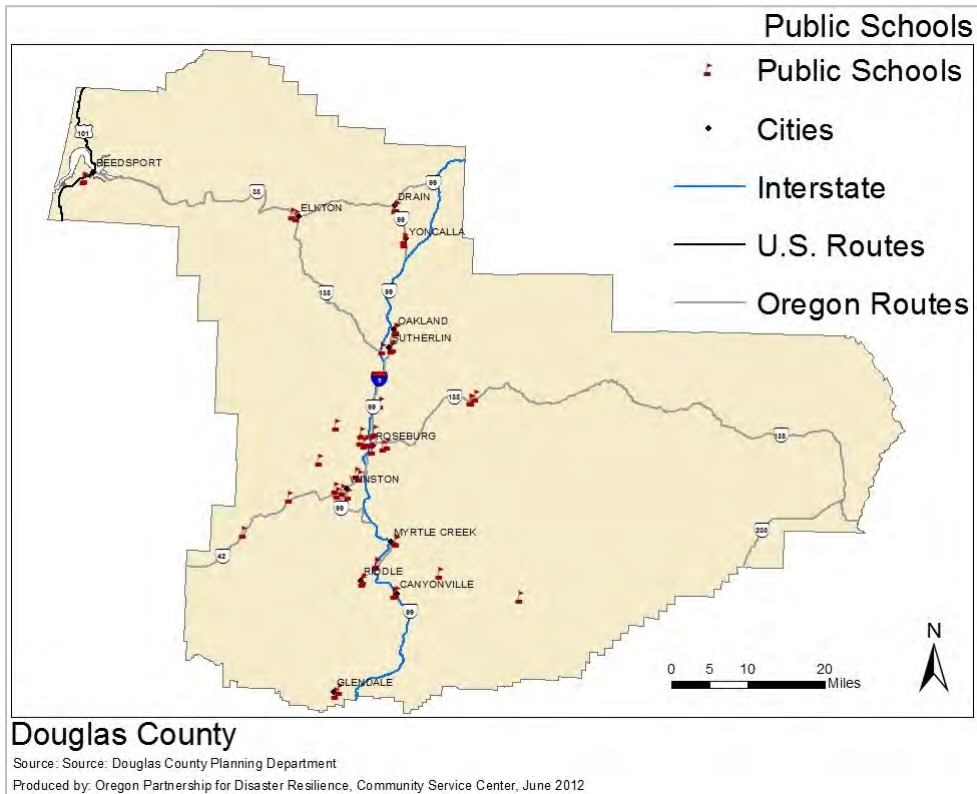 Public Schools
Public Schools
Cities
Interstate
U.S. Routes
Oregon Routes
101
REEDSPORT
38
99
ELKTON
DRAIN
99
YONCALLA
138
99
OAKLAND
SUTHERLIN
5
99
138
ROSEBURG
138
WINSTON
99
MYRTLE CREEK
230
42
RIDDLE
CANYONVILLE
99
GLENDALE
N
0 5 10 20
Miles
Douglas County
Source: Source: Douglas County Planning Department
Produced by: Oregon Partnership for Disaster Resilience, Community Service Center, June 2012